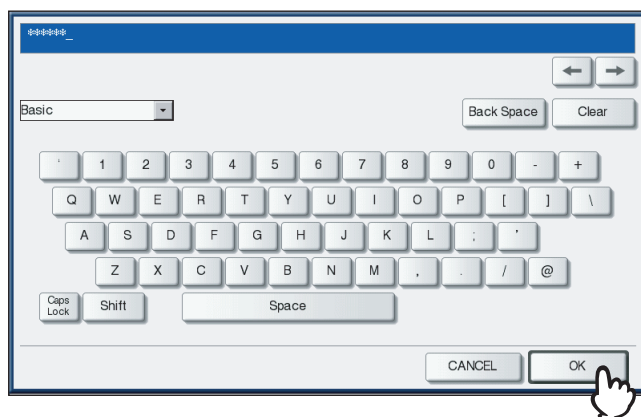 ******_
Basic
Back Space Clear
` 1 2 3 4 5 6 7 8 9 0 - +
Q W E R T Y U I O P [ ] \
A S D F G H J K L ; '
Z X C V B N M , . / @
Caps Lock Shift Space
CANCEL OK